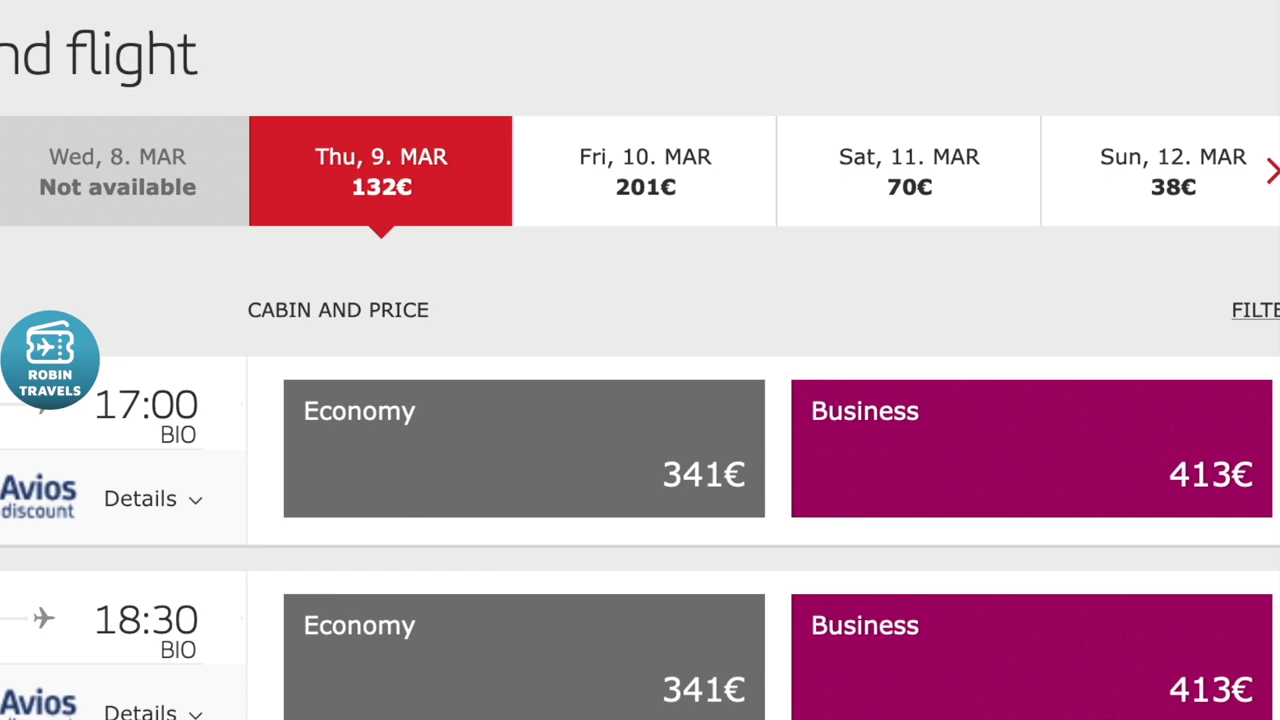 nd flight
Wed, 8. MAR
Not available
Thu, 9. MAR
132€
Fri, 10. MAR
201€
Sat, 11. MAR
70€
Sun, 12. MAR
38€
CABIN AND PRICE
FILTE
ROBIN
TRAVELS
17:00
BIO
Avios
discount
Details
Economy
341€
Business
413€
18:30
BIO
Avios
Details
Economy
341€
Business
413€